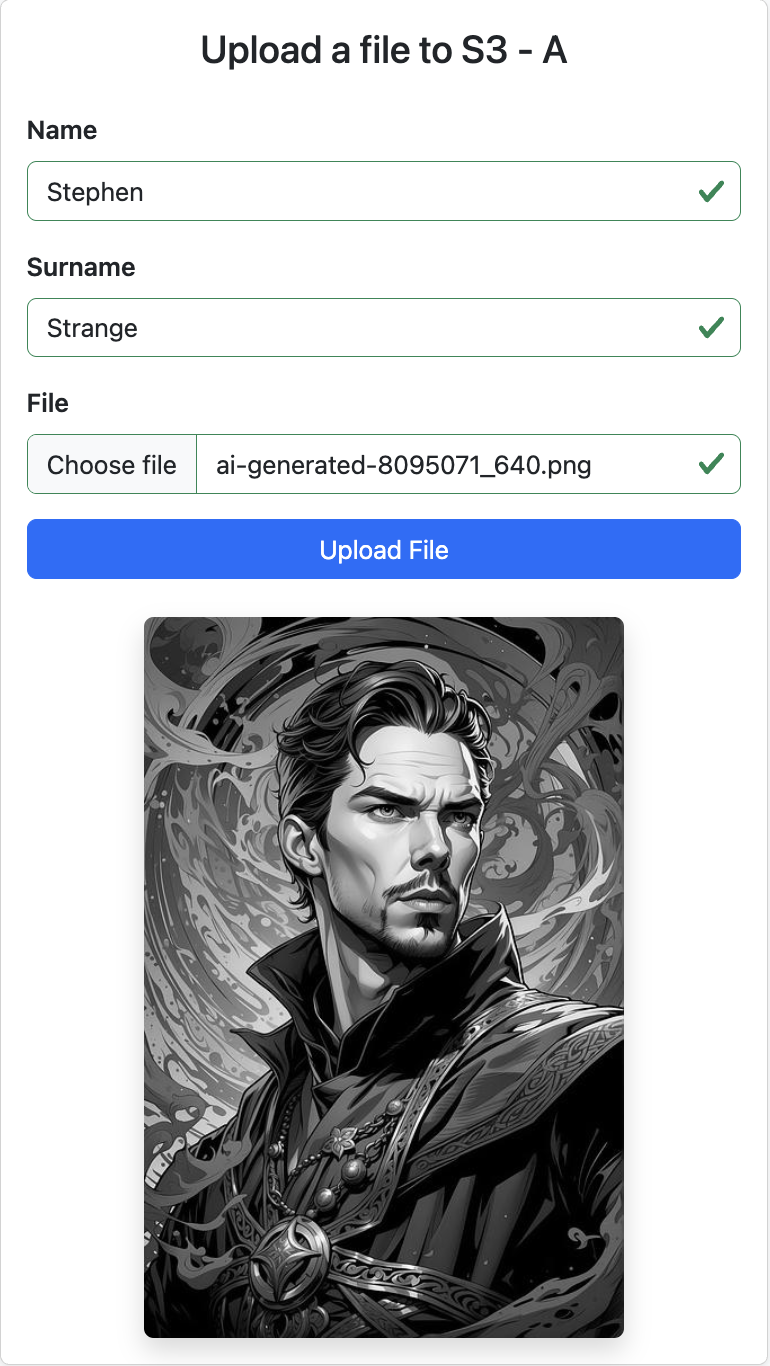 Upload a file to S3 - A
Name
Stephen
Surname
Strange
File
Choose file ai-generated-8095071_640.png
Upload File